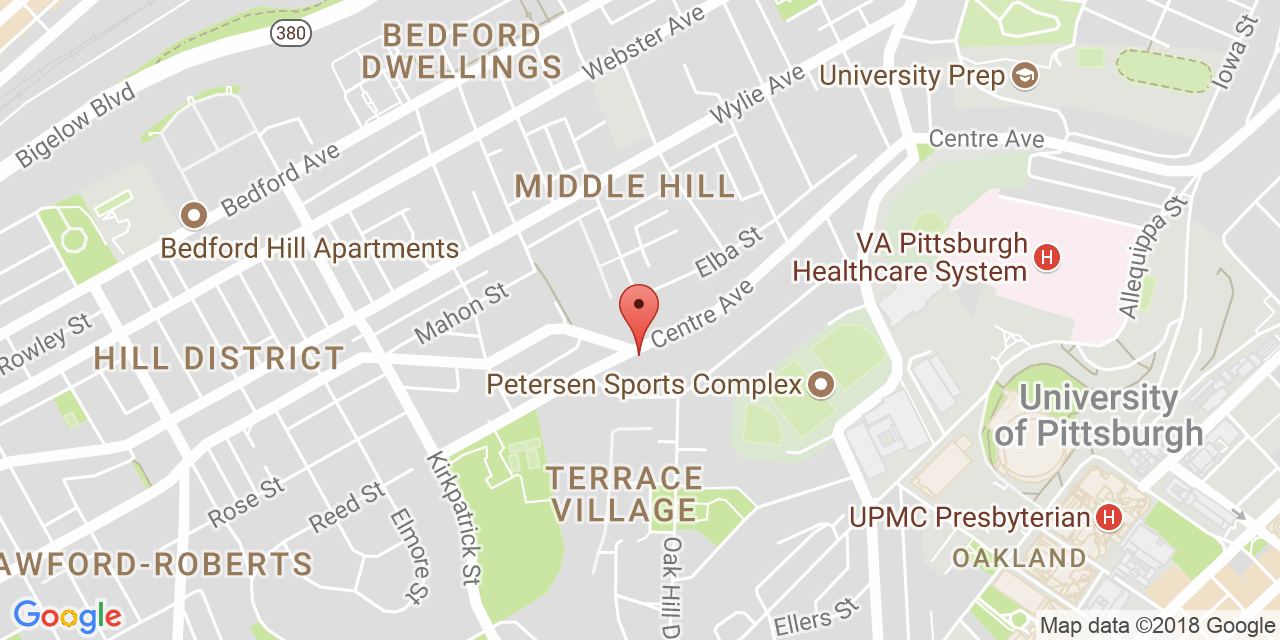 380
BEDFORD
DWELLINGS
Webster Ave
Bigelow Blvd
Wylie Ave
University Prep
Iowa St
Centre Ave
Bedford Ave
MIDDLE HILL
Allequippa St
Bedford Hill Apartments
Elba St
VA Pittsburgh
Healthcare System
Mahon St
Centre Ave
Rowley St
HILL DISTRICT
Petersen Sports Complex
University
of Pittsburgh
Kirkpatrick St
TERRACE
VILLAGE
Rose St
Reed St
Elmore St
UPMC Presbyterian
OAKLAND
AWFORD-ROBERTS
Oak Hill D
Ellers St
Google
Map data ©2018 Google